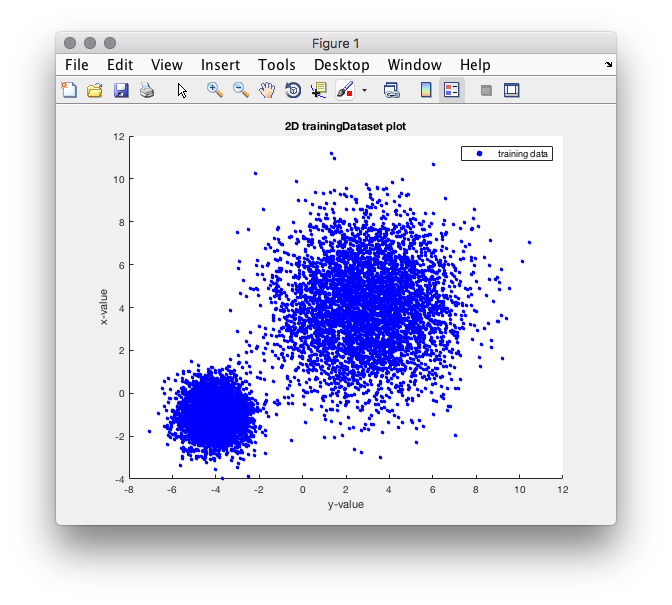 Figure 1
File Edit View Insert Tools Desktop Window Help
2D trainingDataset plot
training data
12
10
8
6
4
2
0
-2
-4
x-value
-8 -6 -4 -2 0 2 4 6 8 10 12
y-value